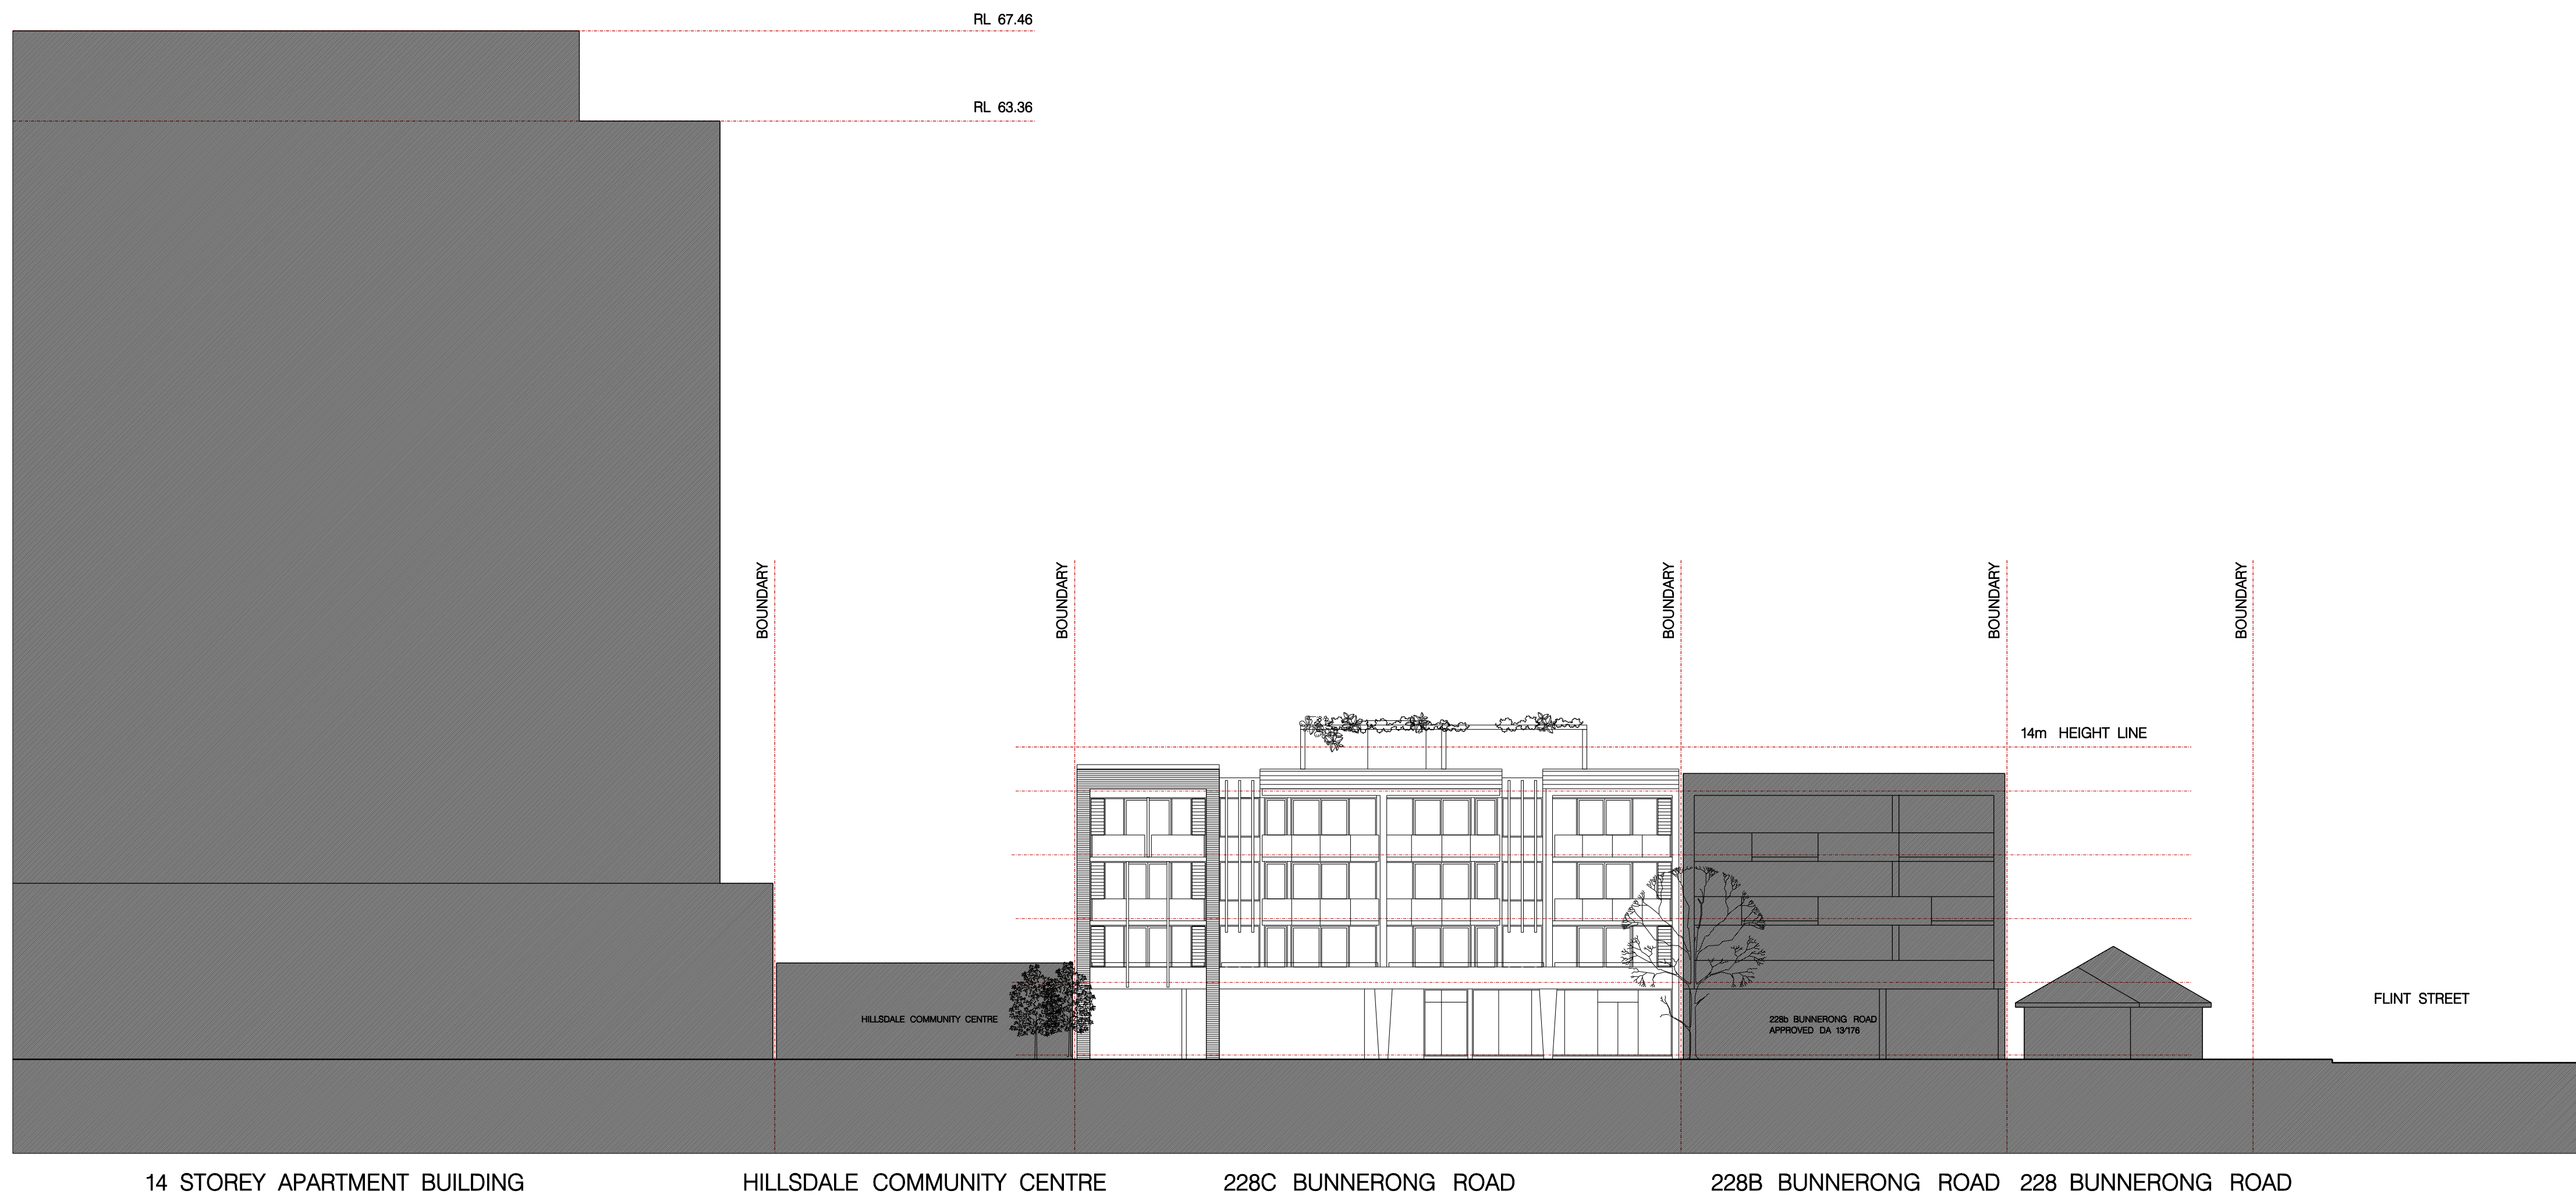 RL 67.46
RL 63.36
BOUNDARY
BOUNDARY
BOUNDARY
BOUNDARY
BOUNDARY
14m HEIGHT LINE
FLINT STREET
HILLSDALE COMMUNITY CENTRE
228b BUNNERONG ROAD
APPROVED DA 13/176
14 STOREY APARTMENT BUILDING
HILLSDALE COMMUNITY CENTRE
228C BUNNERONG ROAD
228B BUNNERONG ROAD
228 BUNNERONG ROAD